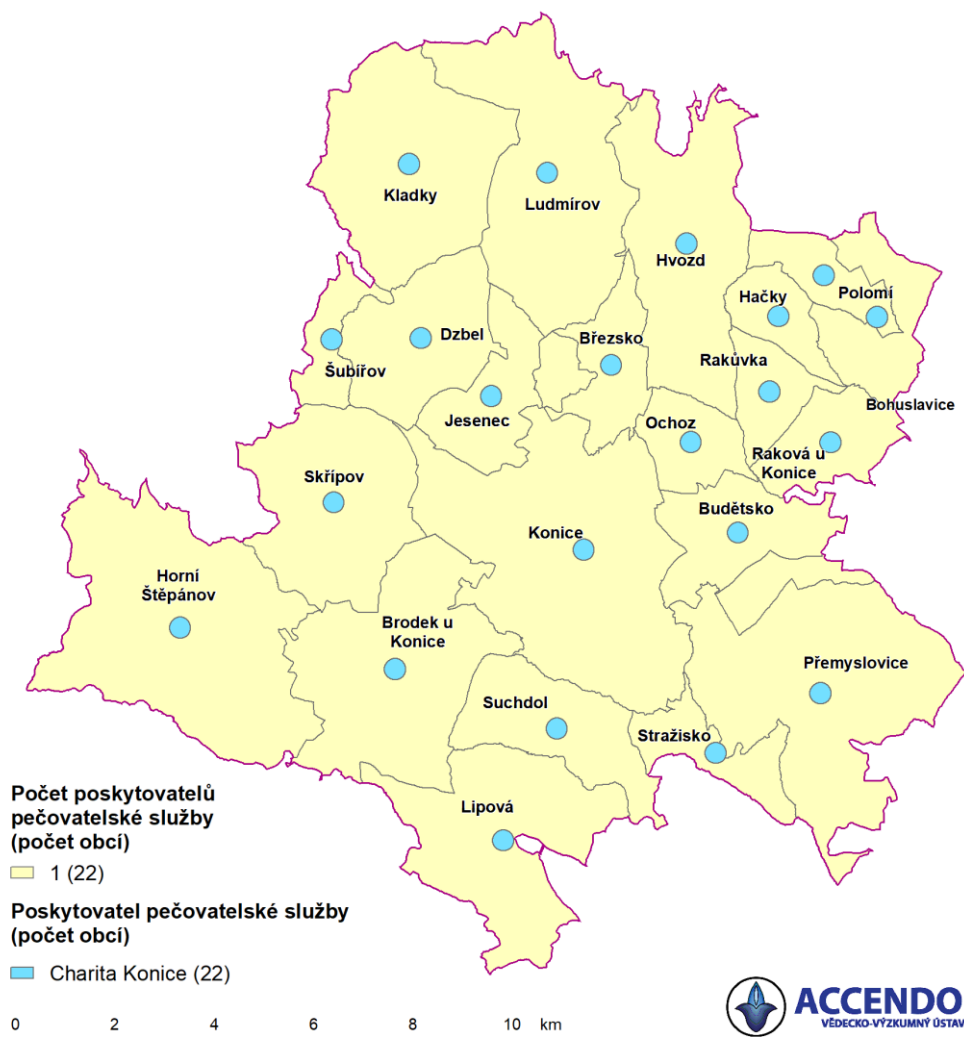 Kladky
Ludmírov
Hvozd
Hačky
Polomí
Dzbel
Březsko
Šubířov
Rakůvka
Jesenec
Bohuslavice
Ochoz
Raková u
Konice
Skřípov
Budětsko
Konice
Horní
Štěpánov
Brodek u
Konice
Přemyslovice
Suchdol
Stražisko
Lipová
Počet poskytovatelů
pečovatelské služby
(počet obcí)
1 (22)
Poskytovatel pečovatelské služby
(počet obcí)
Charita Konice (22)
0 2 4 6 8 10 km
ACCENDO
VĚDECKO-VÝZKUMNÝ ÚSTAV